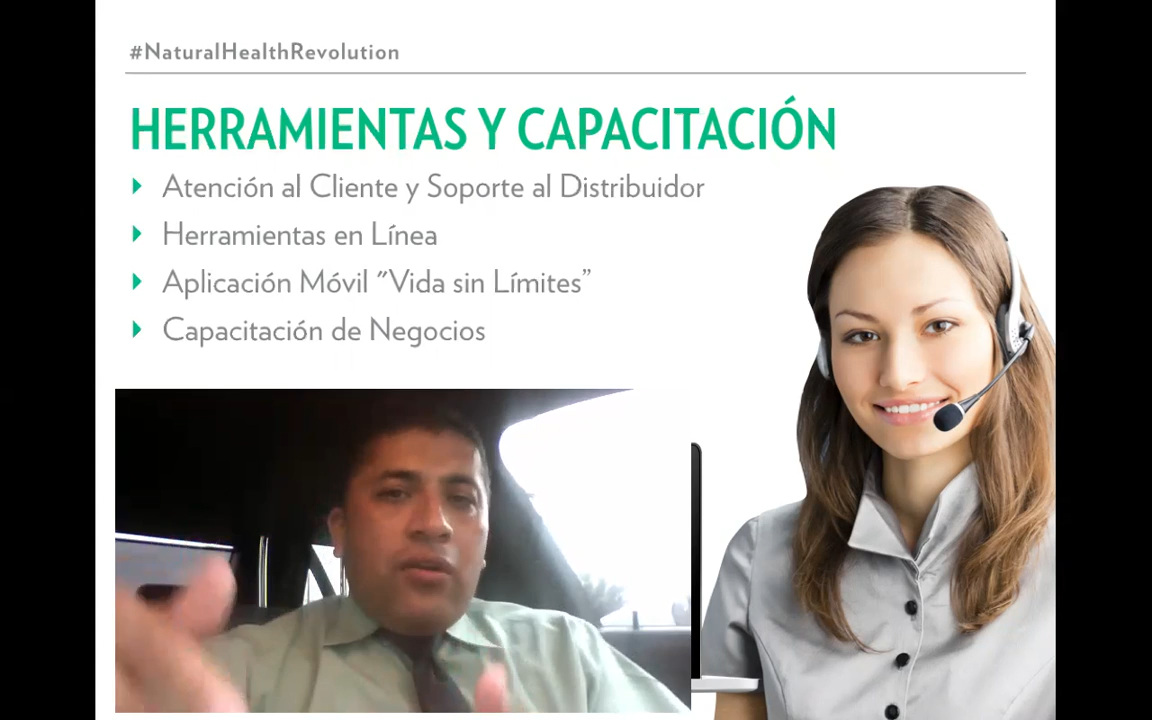 #NaturalHealthRevolution
HERRAMIENTAS Y CAPACITACIÓN
Atención al Cliente y Soporte al Distribuidor
Herramientas en Línea
Aplicación Móvil "Vida sin Límites"
Capacitación de Negocios